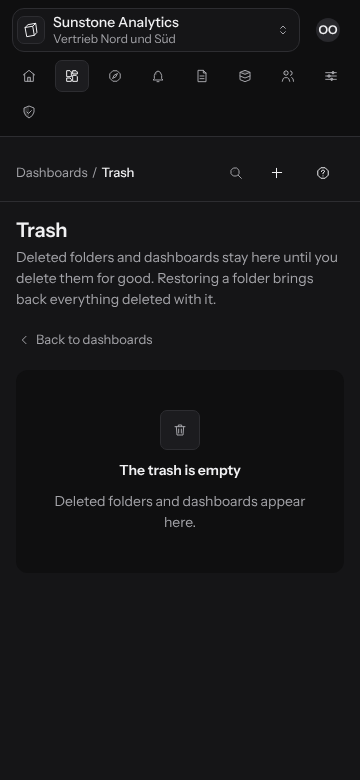 Sunstone Analytics
Vertrieb Nord und Süd
OO
Dashboards / Trash
Trash
Deleted folders and dashboards stay here until you
delete them for good. Restoring a folder brings
back everything deleted with it.
Back to dashboards
The trash is empty
Deleted folders and dashboards appear
here.